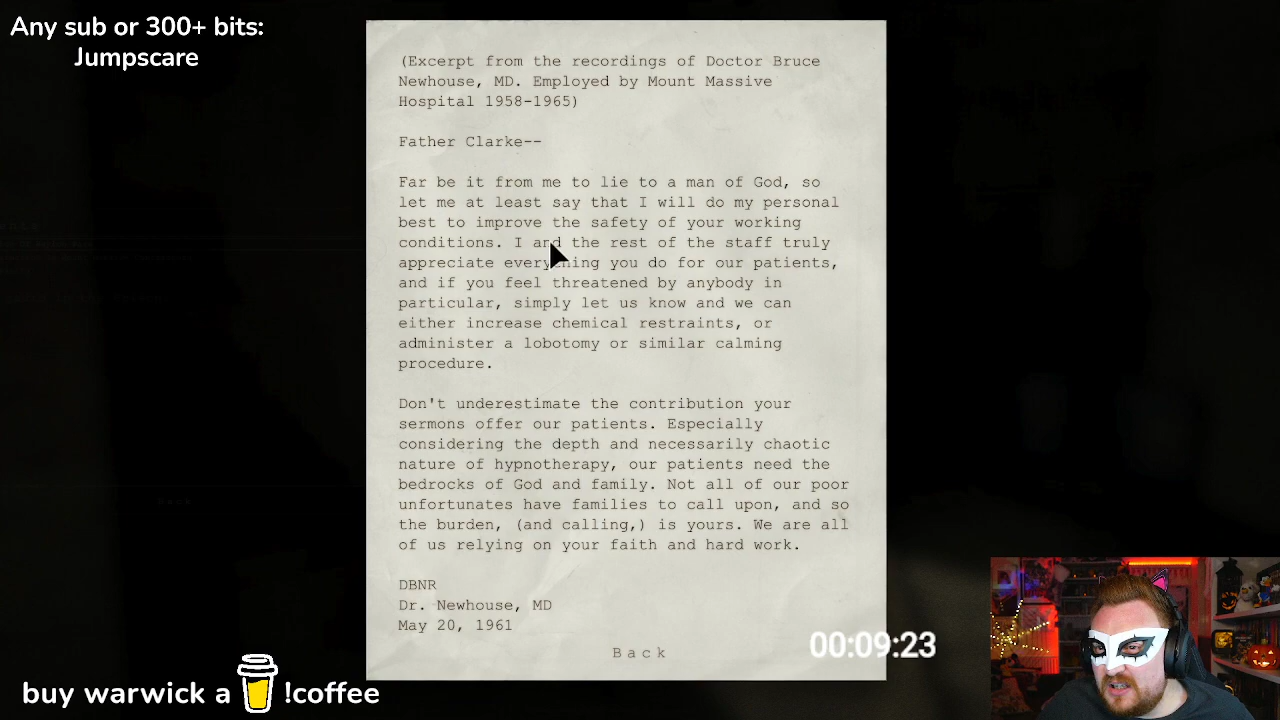 Any sub or 300+ bits:
Jumpscare
(Excerpt from the recordings of Doctor Bruce
Newhouse, MD. Employed by Mount Massive
Hospital 1958-1965)
Father Clarke--
Far be it from me to lie to a man of God, so
let me at least say that I will do my personal
best to improve the safety of your working
conditions. I and the rest of the staff truly
appreciate everything you do for our patients,
and if you feel threatened by anybody in
particular, simply let us know and we can
either increase chemical restraints, or
administer a lobotomy or similar calming
procedure.
Don't underestimate the contribution your
sermons offer our patients. Especially
considering the depth and necessarily chaotic
nature of hypnotherapy, our patients need the
bedrocks of God and family. Not all of our poor
unfortunates have families to call upon, and so
the burden, (and calling,) is yours. We are all
of us relying on your faith and hard work.
DBNR
Dr. Newhouse, MD
May 20, 1961
Back
00:09:23
buy warwick a !coffee